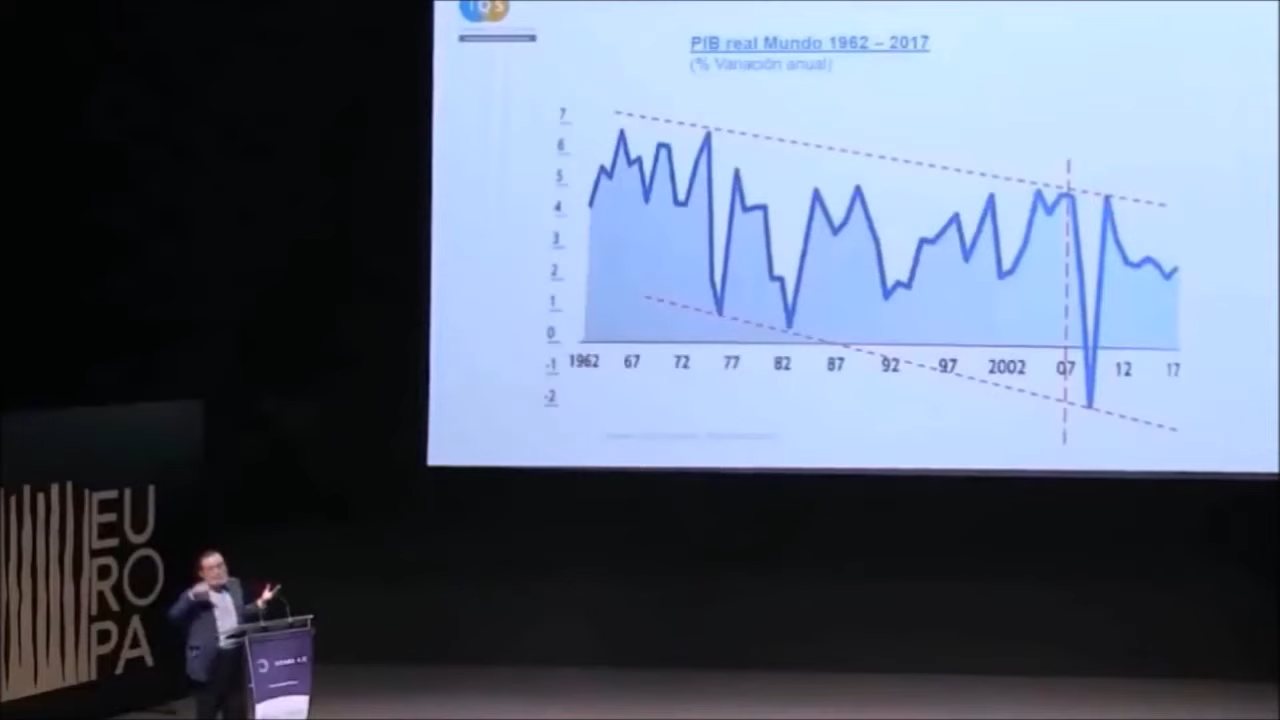 IQS
PIB real Mundo 1962 – 2017
(% Variación anual)
7
6
5
4
3
2
1
0
-1
-2
1962 67 72 77 82 87 92 97 2002 07 12 17
EU
RO
PA